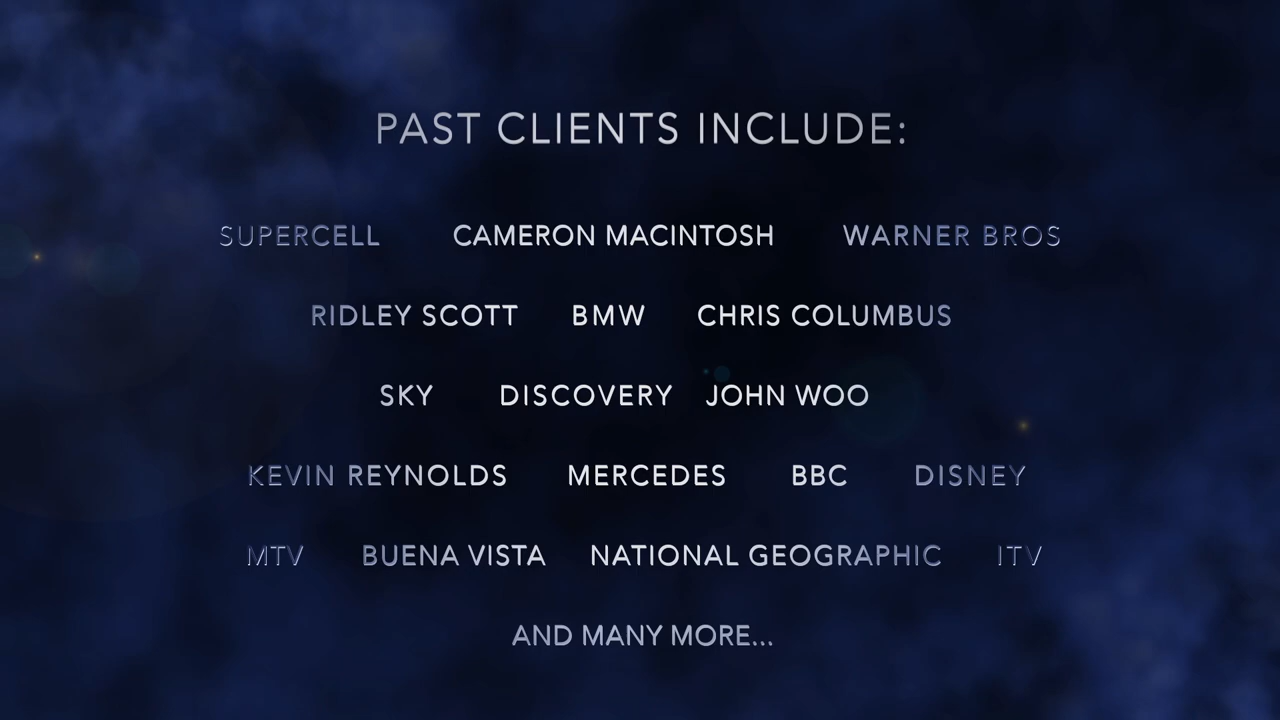 PAST CLIENTS INCLUDE:
SUPERCELL CAMERON MACINTOSH WARNER BROS
RIDLEY SCOTT BMW CHRIS COLUMBUS
SKY DISCOVERY JOHN WOO
KEVIN REYNOLDS MERCEDES BBC DISNEY
MTV BUENA VISTA NATIONAL GEOGRAPHIC ITV
AND MANY MORE...